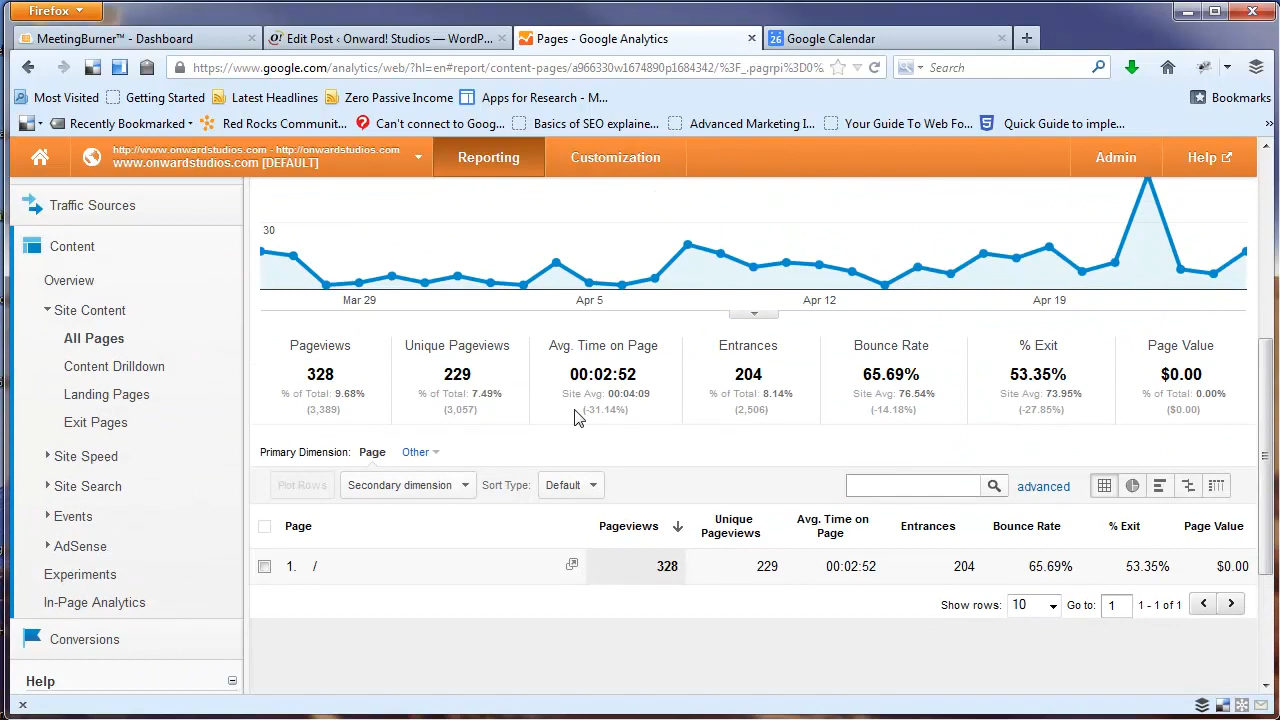 Firefox
MeetingBurner™ - Dashboard
Edit Post ‹ Onward! Studios — WordP...
Pages - Google Analytics
26 Google Calendar
https://www.google.com/analytics/web/?hl=en#report/content-pages/a966330w1674890p1684342/%3F_.pagrpi%3D0%
Search
Most Visited
Getting Started
Latest Headlines
Zero Passive Income
Apps for Research - M...
Bookmarks
Recently Bookmarked
Red Rocks Communit...
Can't connect to Goog...
Basics of SEO explaine...
Advanced Marketing I...
Your Guide To Web Fo...
Quick Guide to imple...
http://www.onwardstudios.com - http://onwardstudios.com
www.onwardstudios.com [DEFAULT]
Reporting
Customization
Admin
Help
Traffic Sources
Content
Overview
Site Content
All Pages
Content Drilldown
Landing Pages
Exit Pages
Site Speed
Site Search
Events
AdSense
Experiments
In-Page Analytics
Conversions
Help
30
Mar 29 Apr 5 Apr 12 Apr 19
Pageviews Unique Pageviews Avg. Time on Page Entrances Bounce Rate % Exit Page Value
328 229 00:02:52 204 65.69% 53.35% $0.00
% of Total: 9.68% % of Total: 7.49% Site Avg: 00:04:09 % of Total: 8.14% Site Avg: 76.54% Site Avg: 73.95% % of Total: 0.00%
(3,389) (3,057) (-31.14%) (2,506) (-14.18%) (-27.85%) ($0.00)
Primary Dimension: Page Other
Plot Rows Secondary dimension Sort Type: Default advanced
Page Pageviews Unique Pageviews Avg. Time on Page Entrances Bounce Rate % Exit Page Value
1. / 328 229 00:02:52 204 65.69% 53.35% $0.00
Show rows: 10 Go to: 1 1 - 1 of 1